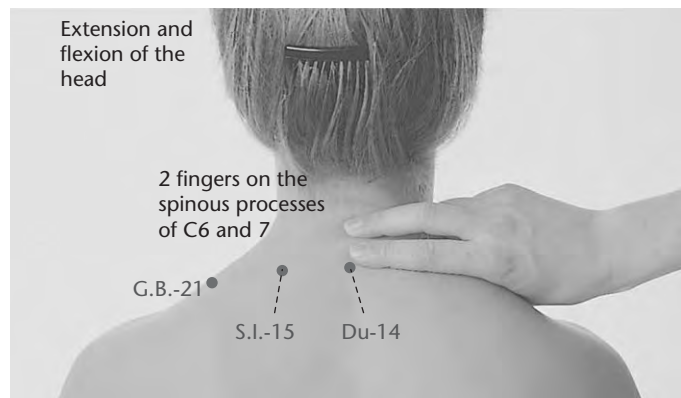 Extension and
flexion of the
head
2 fingers on the
spinous processes
of C6 and 7
G.B.-21
S.I.-15
Du-14